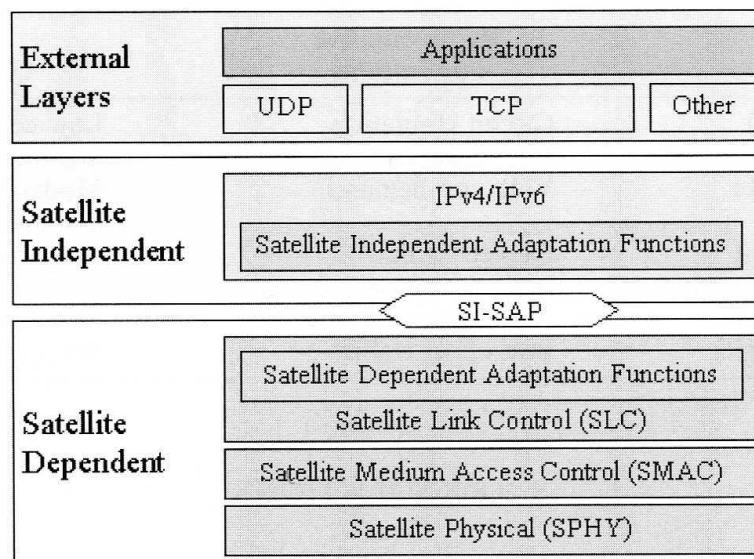 External
Layers
Applications
UDP
TCP
Other
Satellite
Independent
IPv4/IPv6
Satellite Independent Adaptation Functions
SI-SAP
Satellite
Dependent
Satellite Dependent Adaptation Functions
Satellite Link Control (SLC)
Satellite Medium Access Control (SMAC)
Satellite Physical (SPHY)